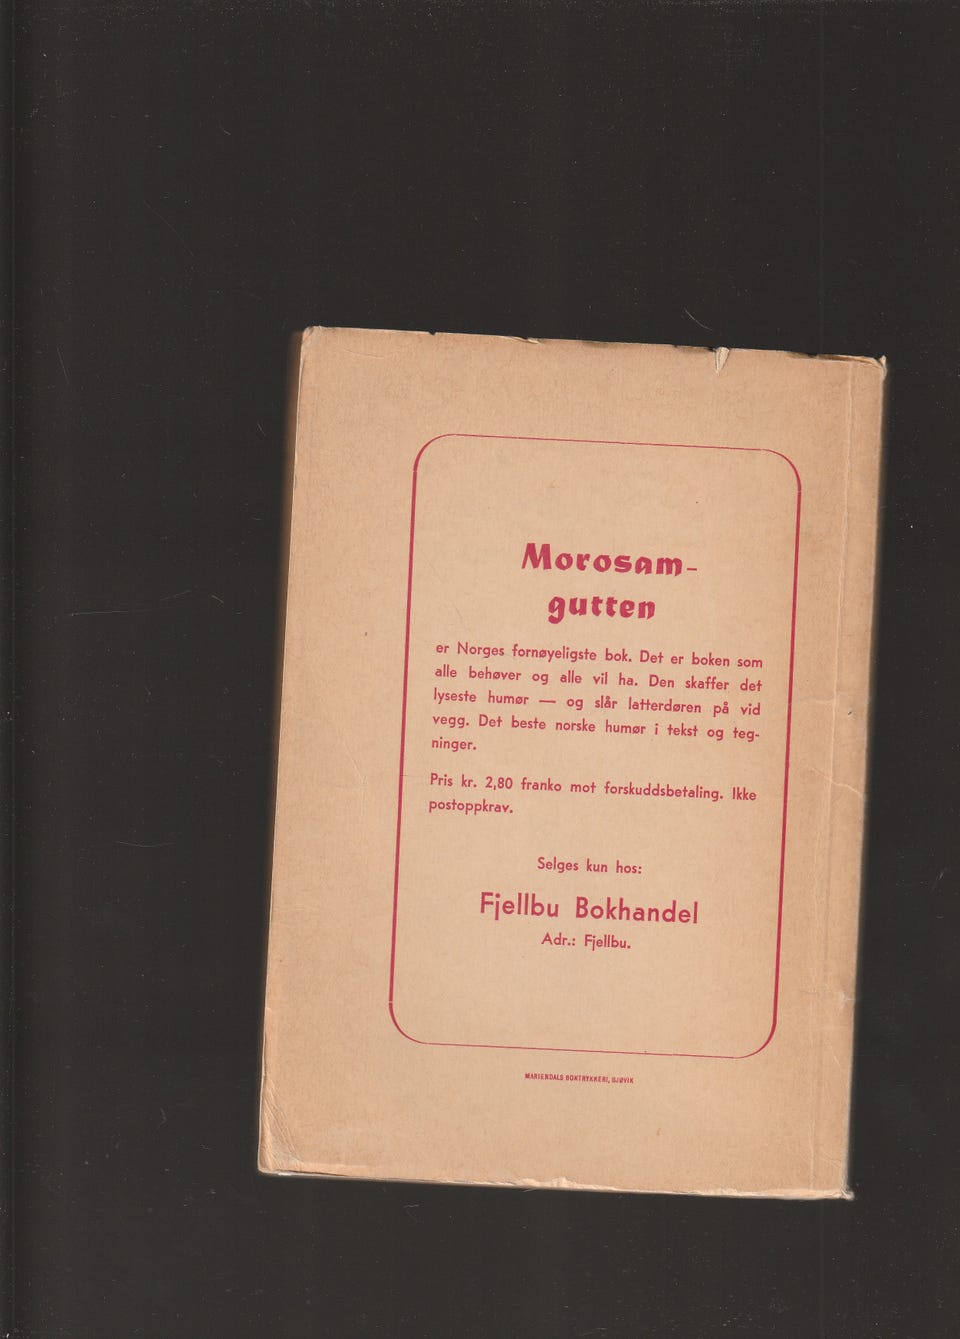 Morosam-
gutten
er Norges fornøyeligste bok. Det er boken som
alle behøver og alle vil ha. Den skaffer det
lyseste humør — og slår latterdøren på vid
vegg. Det beste norske humør i tekst og teg-
ninger.
Pris kr. 2,80 franko mot forskuddsbetaling. Ikke
postoppkrav.
Selges kun hos:
Fjellbu Bokhandel
Adr.: Fjellbu.
MARIENDALS BOKTRYKKERI, GJØVIK